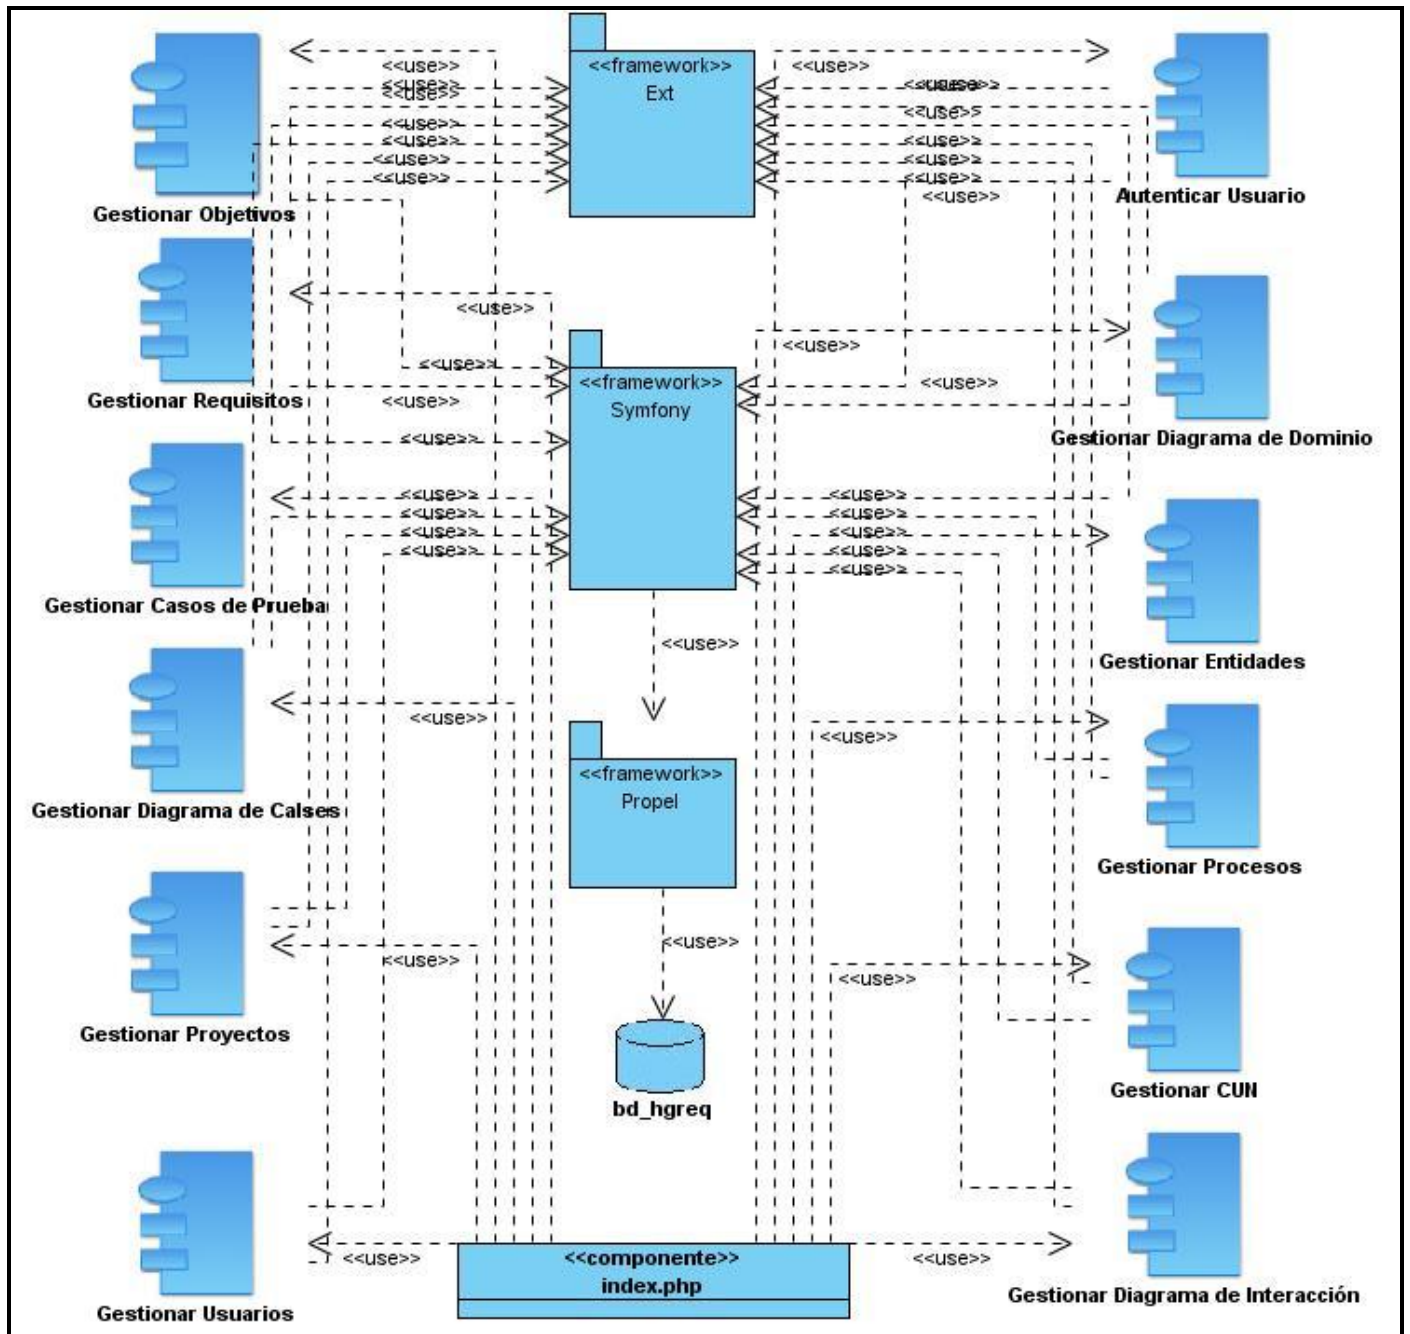 <<use>>
<<use>>
<<use>>
<<use>>
<<use>>
<<use>>
<<use>>
Gestionar Objetivos
<<framework>>
Ext
<<use>>
<<use>>
<<use>>
<<use>>
<<use>>
<<use>>
<<use>>
Autenticar Usuario
<<use>>
<<use>>
<<use>>
Gestionar Requisitos
<<use>>
<<framework>>
Symfony
<<use>>
<<use>>
Gestionar Diagrama de Dominio
<<use>>
<<use>>
<<use>>
<<use>>
Gestionar Casos de Prueba
<<use>>
<<use>>
<<use>>
<<use>>
<<use>>
Gestionar Entidades
<<use>>
Gestionar Diagrama de Calses
<<framework>>
Propel
<<use>>
Gestionar Procesos
<<use>>
<<use>>
Gestionar Proyectos
<<use>>
Gestionar CUN
bd_hgreq
<<use>>
Gestionar Usuarios
<<componente>>
index.php
<<use>>
Gestionar Diagrama de Interacción